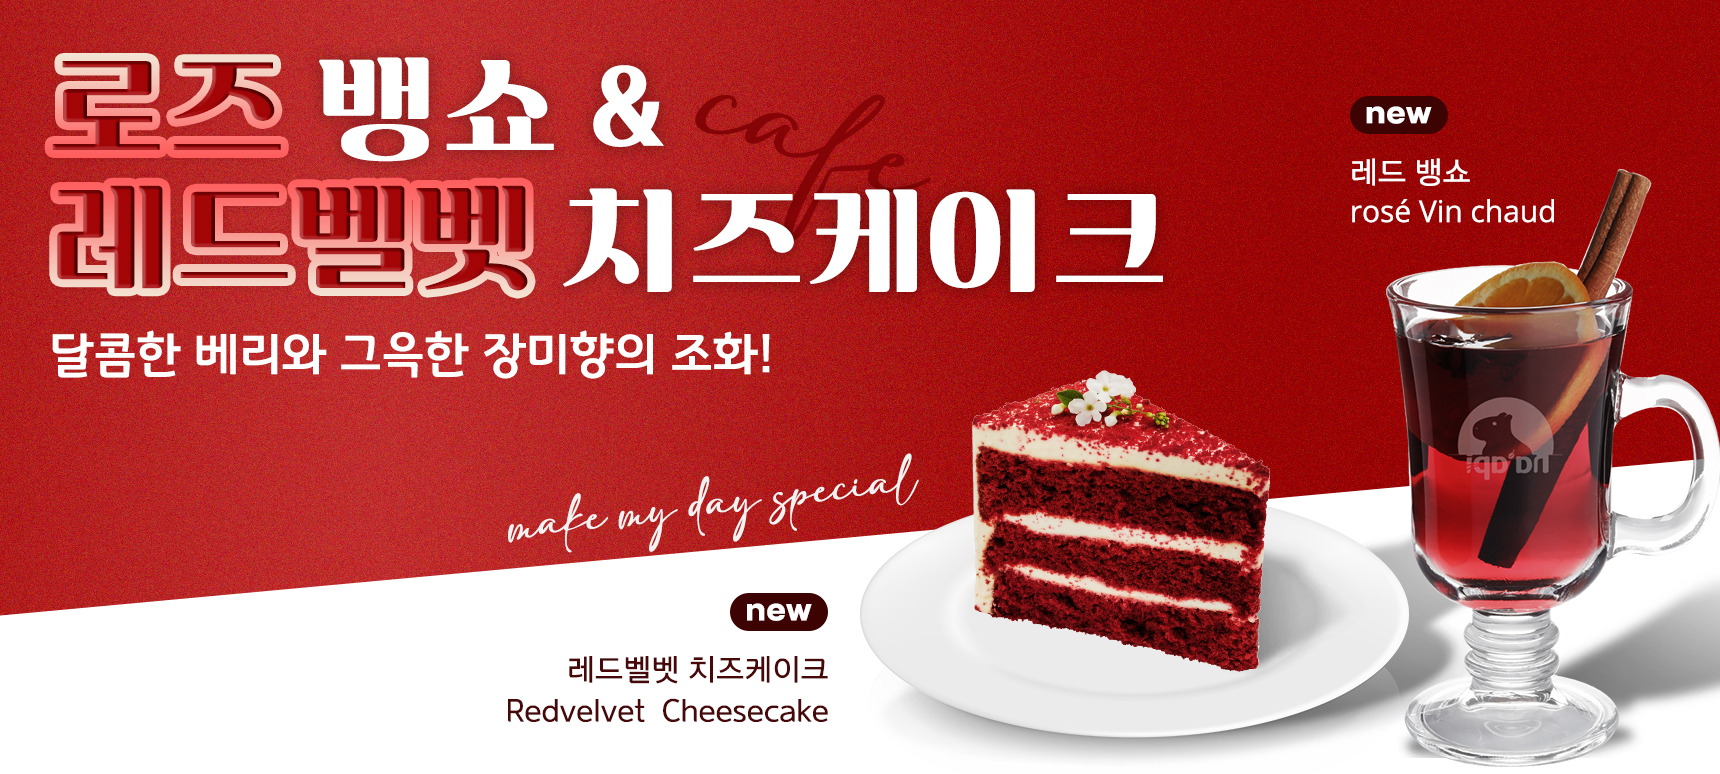 로즈 뱅쇼 &
cafe
레드벨벳 치즈케이크
달콤한 베리와 그윽한 장미향의 조화!
new
레드 뱅쇼
rosé Vin chaud
make my day special
new
레드벨벳 치즈케이크
Redvelvet Cheesecake